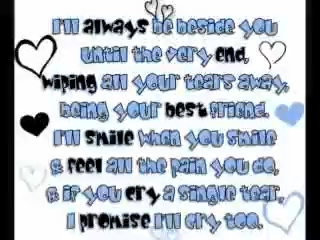 I'll always be beside you
until the very end,
wiping all your tears away,
being your best friend.
I'll smile when you smile
& feel all the pain you do,
& if you cry a single tear,
I promise I'll cry too.